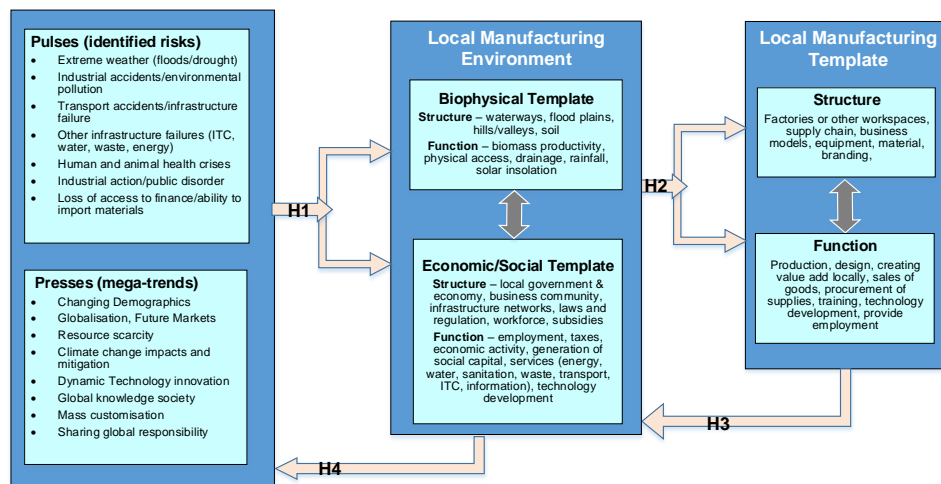 Pulses (identified risks)
• Extreme weather (floods/drought)
• Industrial accidents/environmental
pollution
• Transport accidents/infrastructure
failure
• Other infrastructure failures (ITC,
water, waste, energy)
• Human and animal health crises
• Industrial action/public disorder
• Loss of access to finance/ability to
import materials
Presses (mega-trends)
• Changing Demographics
• Globalisation, Future Markets
• Resource scarcity
• Climate change impacts and
mitigation
• Dynamic Technology innovation
• Global knowledge society
• Mass customisation
• Sharing global responsibility
H1
Local Manufacturing
Environment
Biophysical Template
Structure – waterways, flood plains,
hills/valleys, soil
Function – biomass productivity,
physical access, drainage, rainfall,
solar insolation
Economic/Social Template
Structure – local government &
economy, business community,
infrastructure networks, laws and
regulation, workforce, subsidies
Function – employment, taxes,
economic activity, generation of
social capital, services (energy,
water, sanitation, waste, transport,
ITC, information), technology
development
H2
Local Manufacturing
Template
Structure
Factories or other workspaces,
supply chain, business
models, equipment, material,
branding,
Function
Production, design, creating
value add locally, sales of
goods, procurement of
supplies, training, technology
development, provide
employment
H3
H4